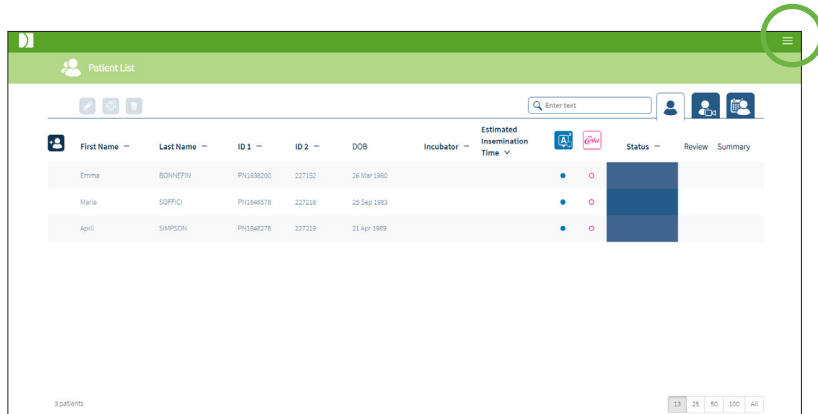 Patient List
Enter text
Estimated
Insemination
Time
First Name Last Name ID 1 ID 2 DOB Incubator Status Review Summary
Emma BONNEFIN PN1898200 227152 26 Mar 1980
Maria SOFFICI PN1846578 227216 25 Sep 1983
April SIMPSON PN1848278 227219 21 Apr 1989
3 patients 13 25 50 100 All